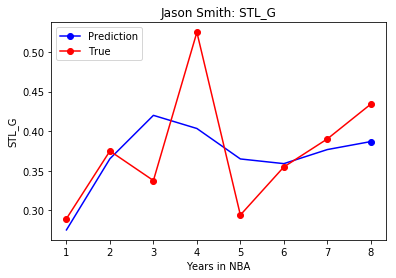 Jason Smith: STL_G
Prediction
True
STL_G
0.50
0.45
0.40
0.35
0.30
1 2 3 4 5 6 7 8
Years in NBA